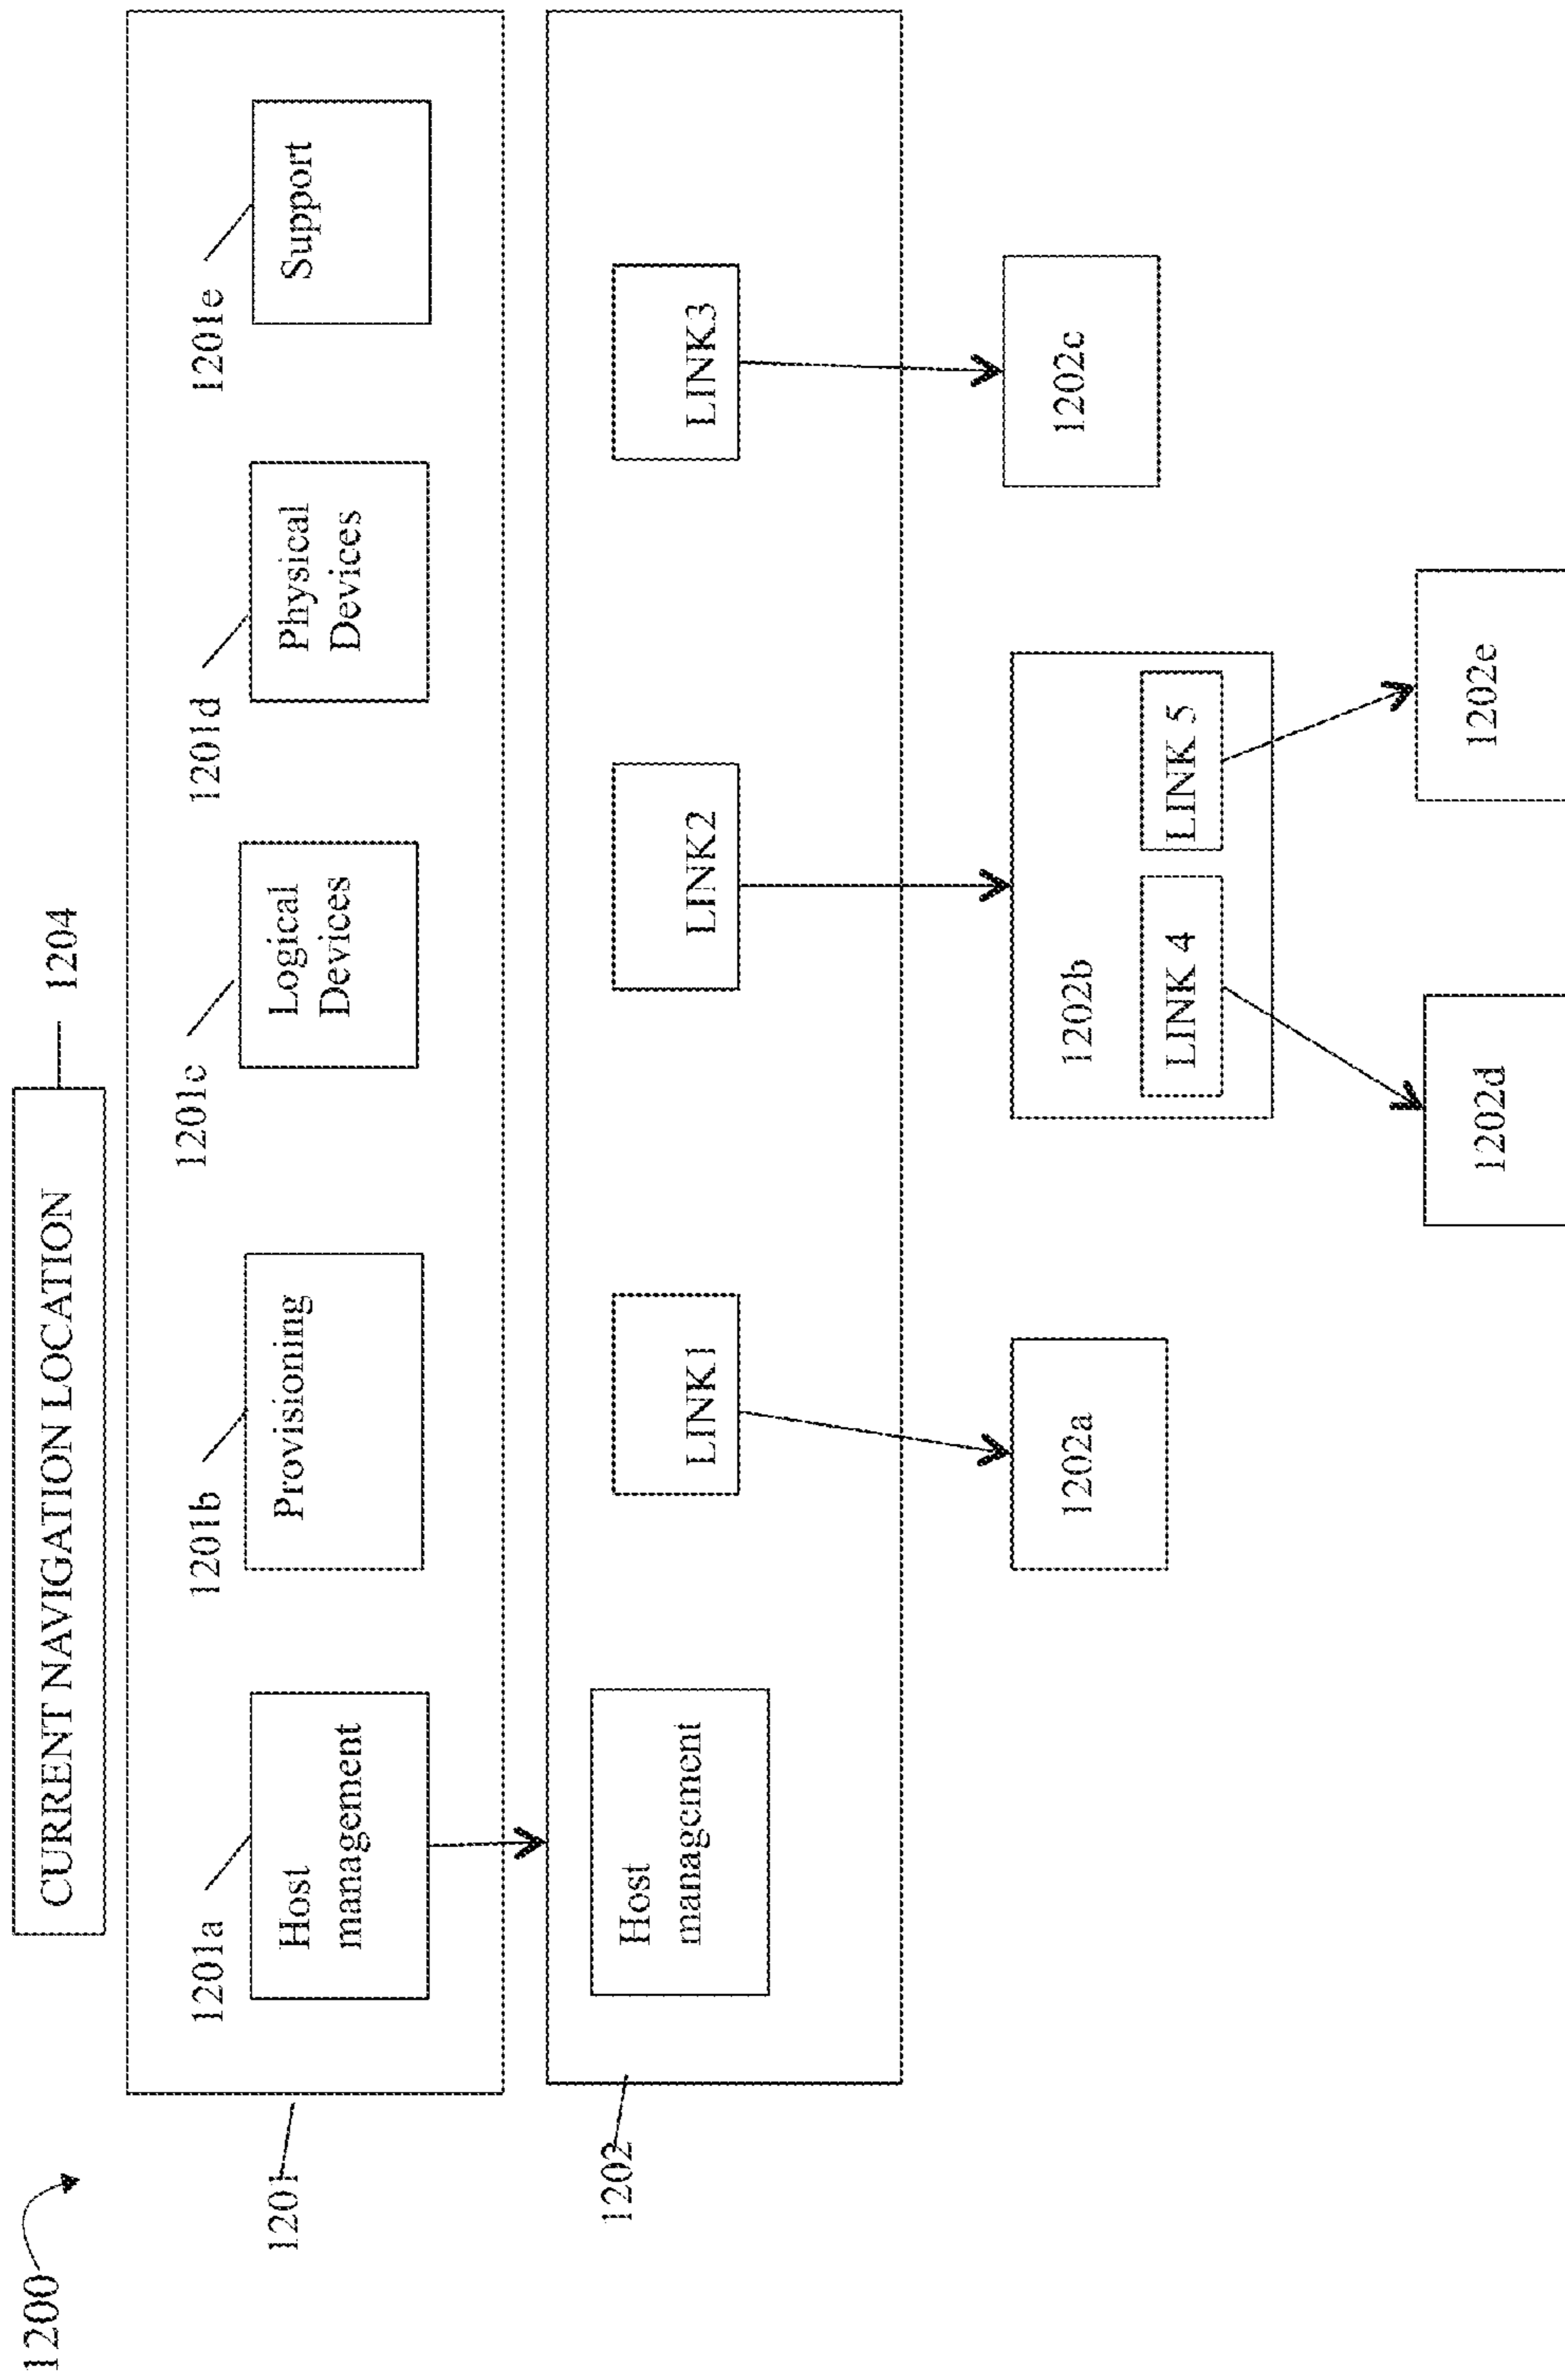 1200
CURRENT NAVIGATION LOCATION
1204
1201
1201a
1201b
1201c
1201d
1201e
Host
management
Provisioning
Logical
Devices
Physical
Devices
Support
1202
Host
management
LINK1
LINK2
LINK3
1202a
1202b
LINK 4
LINK 5
1202c
1202d
1202e